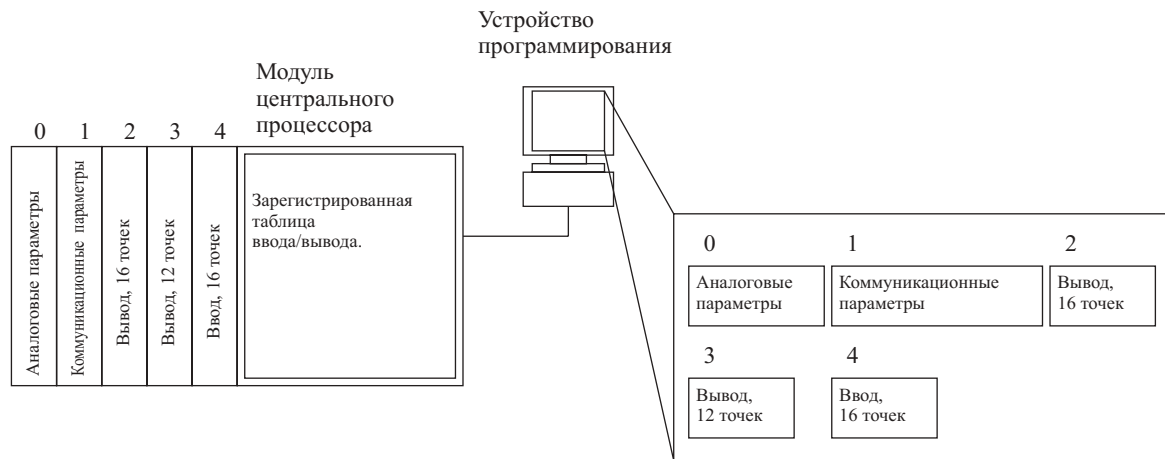 Устройство
программирования
Модуль
центрального
процессора
0 1 2 3 4
Аналоговые параметры
Коммуникационные параметры
Вывод, 16 точек
Вывод, 12 точек
Ввод, 16 точек
Зарегистрированная
таблица
ввода/вывода.
0 1 2
Аналоговые
параметры
Коммуникационные
параметры
Вывод,
16 точек
3 4
Вывод,
12 точек
Ввод,
16 точек